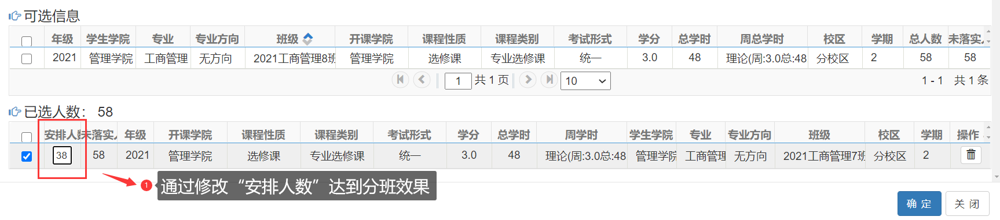 可选信息
年级 学生学院 专业 专业方向 班级 开课学院 课程性质 课程类别 考试形式 学分 总学时 周总学时 校区 学期 总人数 未落实人
2021 管理学院 工商管理 无方向 2021工商管理8班 管理学院 选修课 专业选修课 统一 3.0 48 理论(周:3.0总:48 分校区 2 58 58
1 共 1 页 10 1 - 1 共 1 条
已选人数： 58
安排人数 未落实人 年级 开课学院 课程性质 课程类别 考试形式 学分 总学时 周学时 学生学院 专业 专业方向 班级 校区 学期 操作
38 58 2021 管理学院 选修课 专业选修课 统一 3.0 48 理论(周:3.0总:48 管理学院 工商管理 无方向 2021工商管理7班 分校区 2
1 通过修改“安排人数”达到分班效果
确 定 关 闭